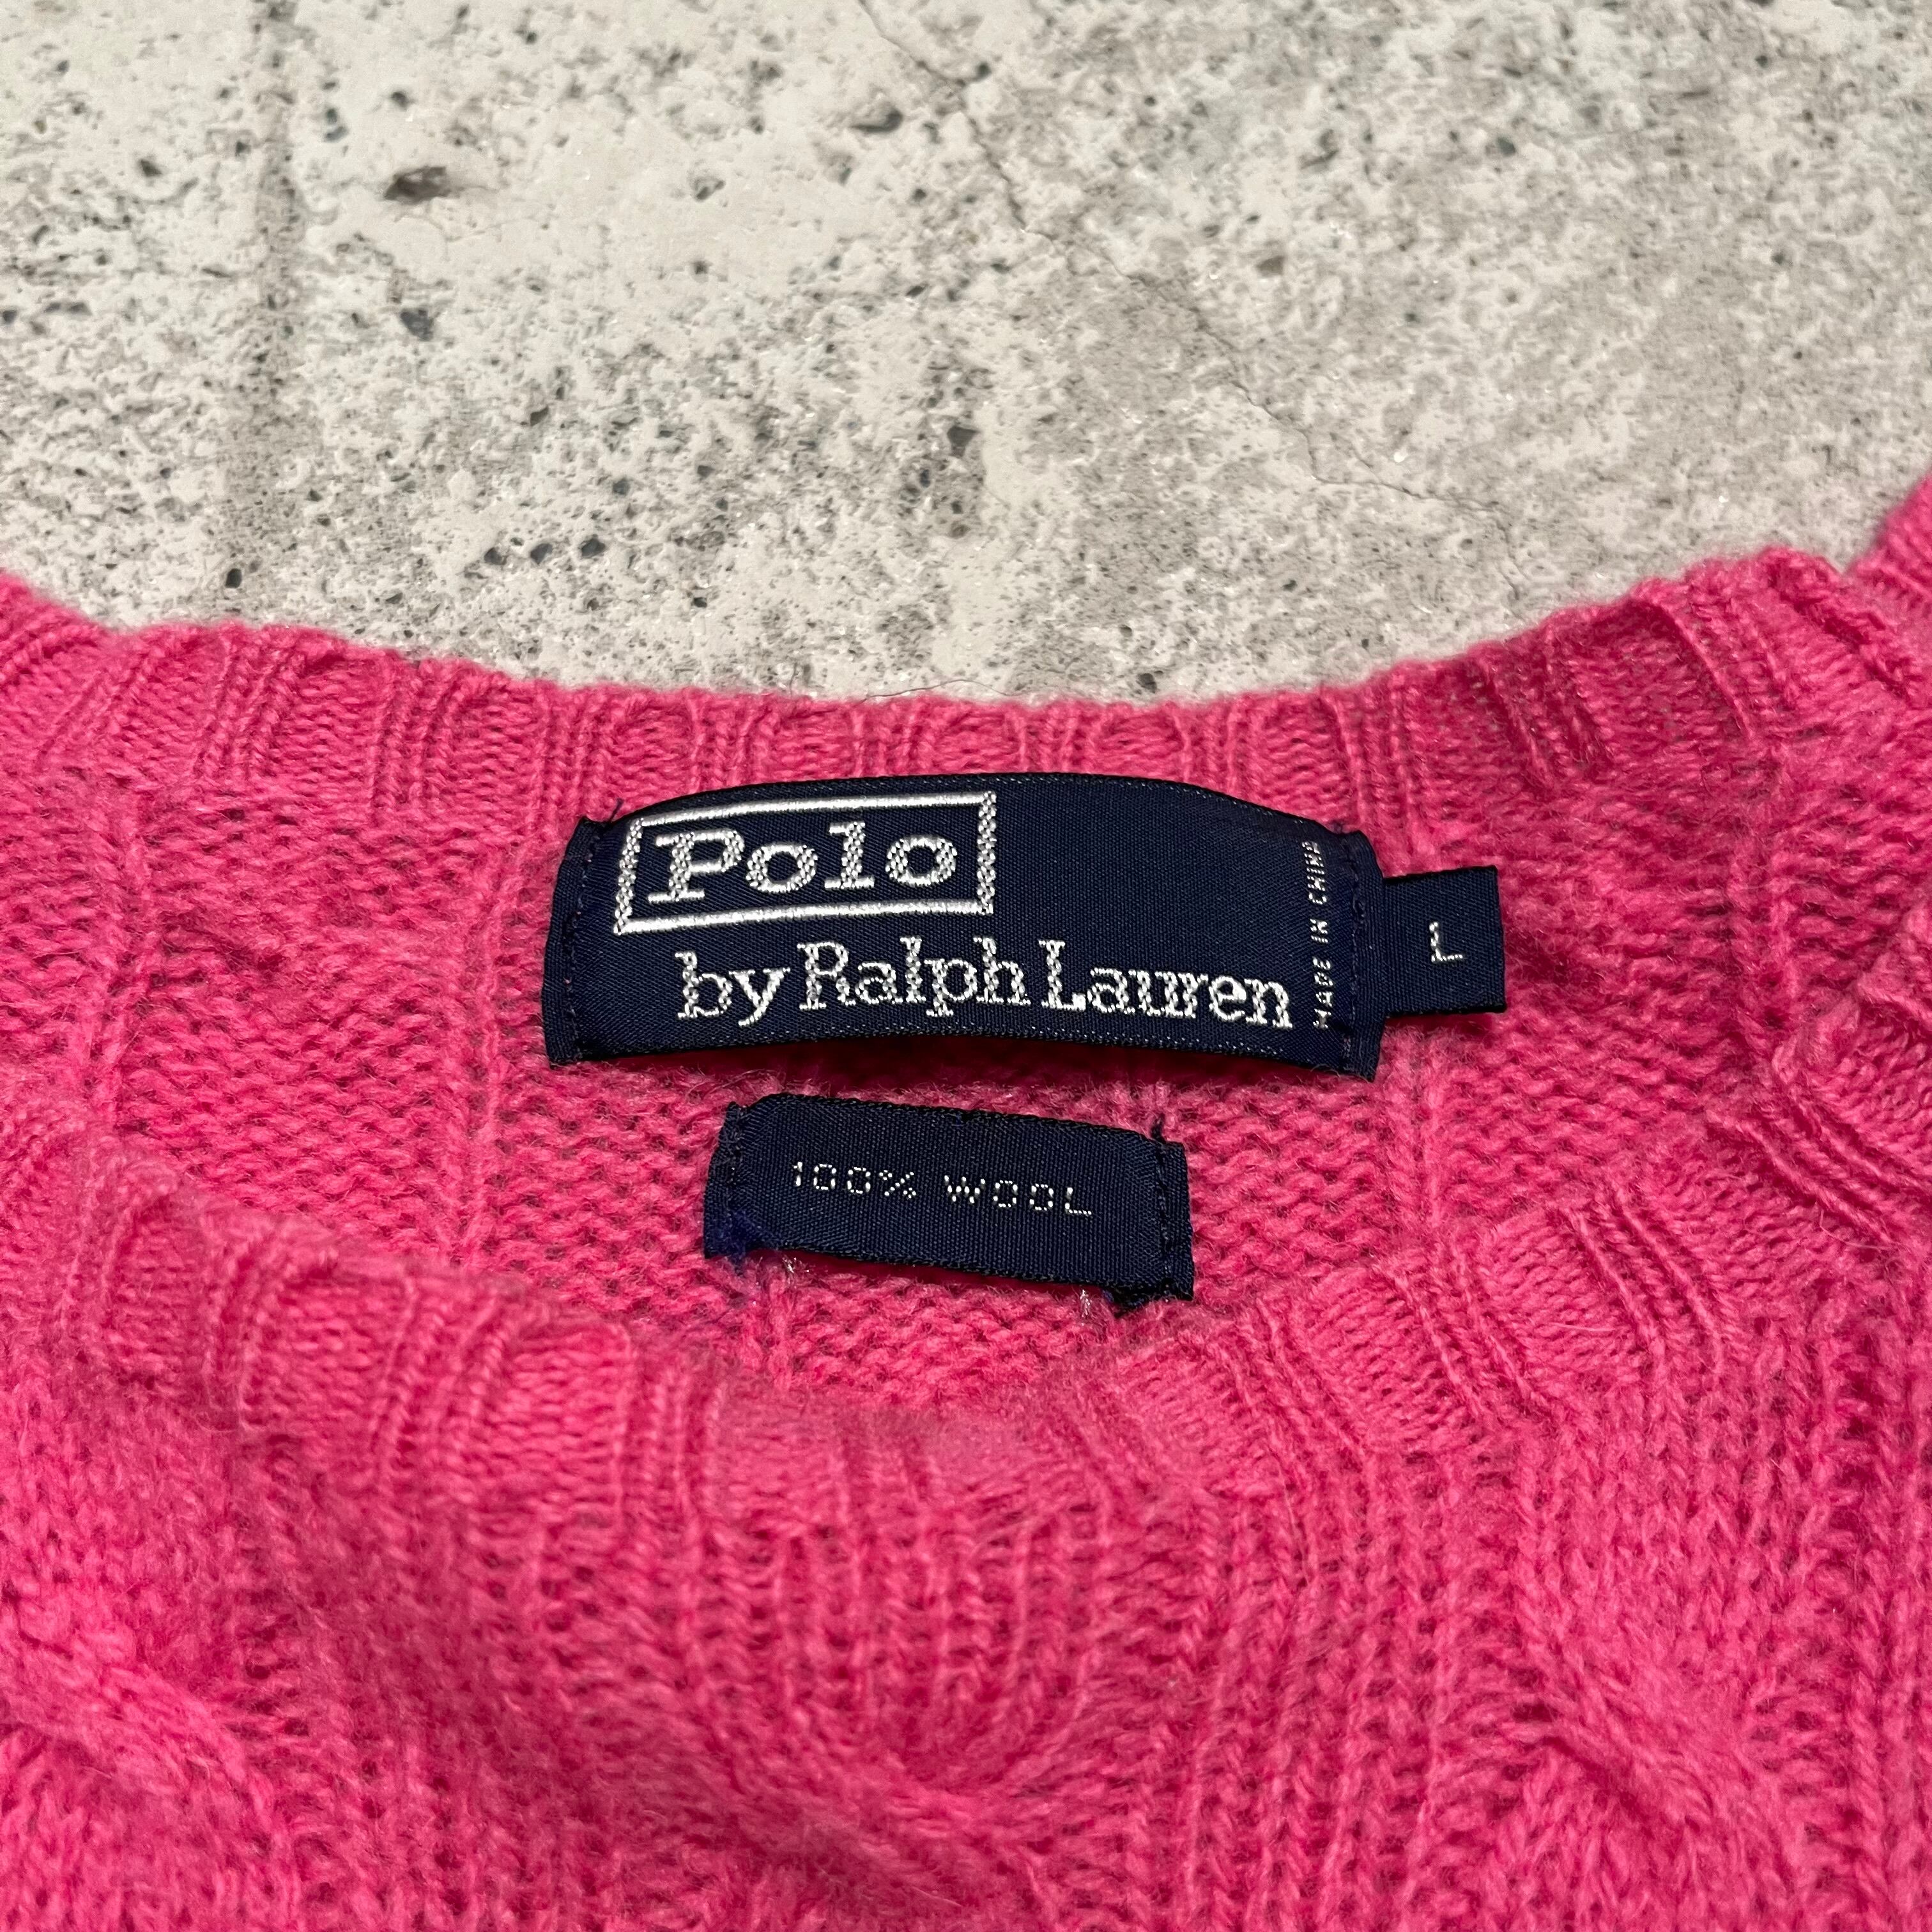 Polo
by Ralph Lauren
MADE IN CHINA
L
100% WOOL